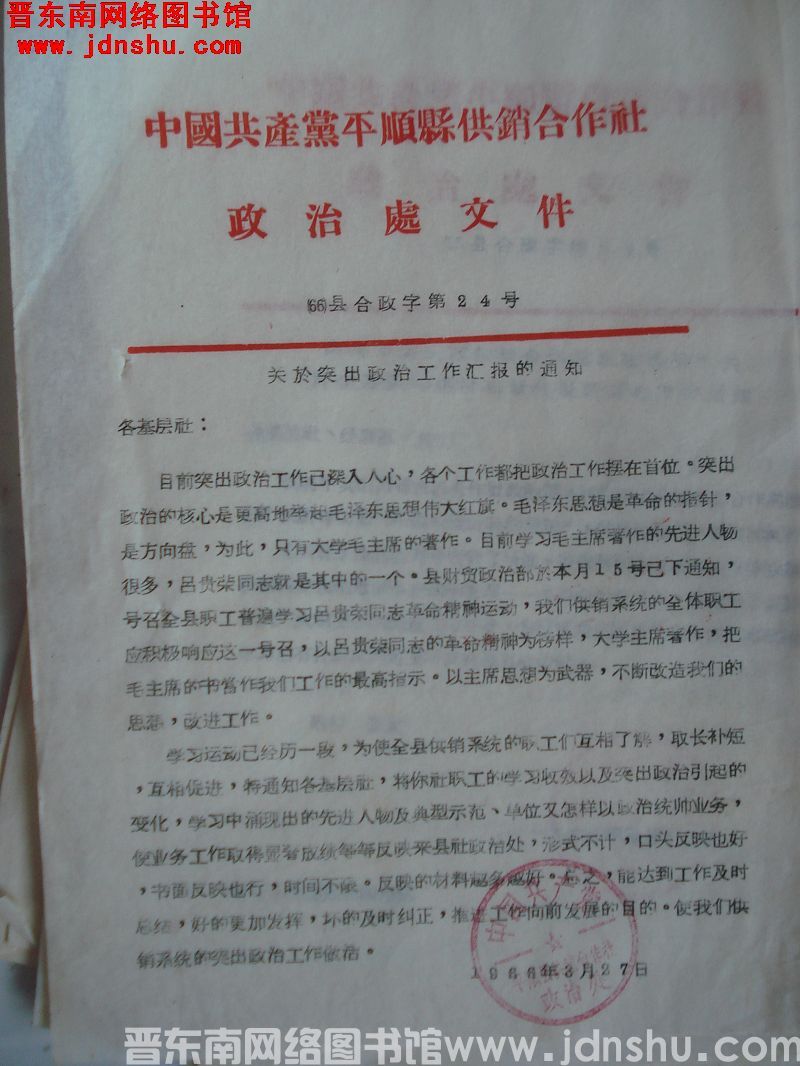 晋东南网络图书馆
www.jdnshu.com
中國共產黨平順縣供銷合作社
政治處文件
(66)县合政字第24号
关於突出政治工作汇报的通知
各基层社：
目前突出政治工作已深入人心，各个工作都把政治工作摆在首位。突出
政治的核心是更高地举起毛泽东思想伟大红旗。毛泽东思想是革命的指针，
是方向盘，为此，只有大学毛主席的著作。目前学习毛主席著作的先进人物
很多，吕贵荣同志就是其中的一个。县财贸政治部於本月15号已下通知，
号召全县职工普遍学习吕贵荣同志革命精神运动，我们供销系统的全体职工
应积极响应这一号召，以吕贵荣同志的革命精神为榜样，大学主席著作，把
毛主席的书当作我们工作的最高指示。以主席思想为武器，不断改造我们的
思想，改进工作。
学习运动已经历一段，为使全县供销系统的职工们互相了解，取长补短
，互相促进，特通知各基层社，将你社职工的学习收效以及突出政治引起的
变化，学习中涌现出的先进人物及典型示范、单位又怎样以政治统帅业务，
使业务工作取得显著成绩等等反映来县社政治处，形式不计，口头反映也好
，书面反映也行，时间不限。反映的材料越多越好。总之，能达到工作及时
总结，好的更加发挥，坏的及时纠正，推进工作向前发展的目的。使我们供
销系统的突出政治工作做活。
1966年3月27日
中国共产党
政治处
晋东南网络图书馆www.jdnshu.com